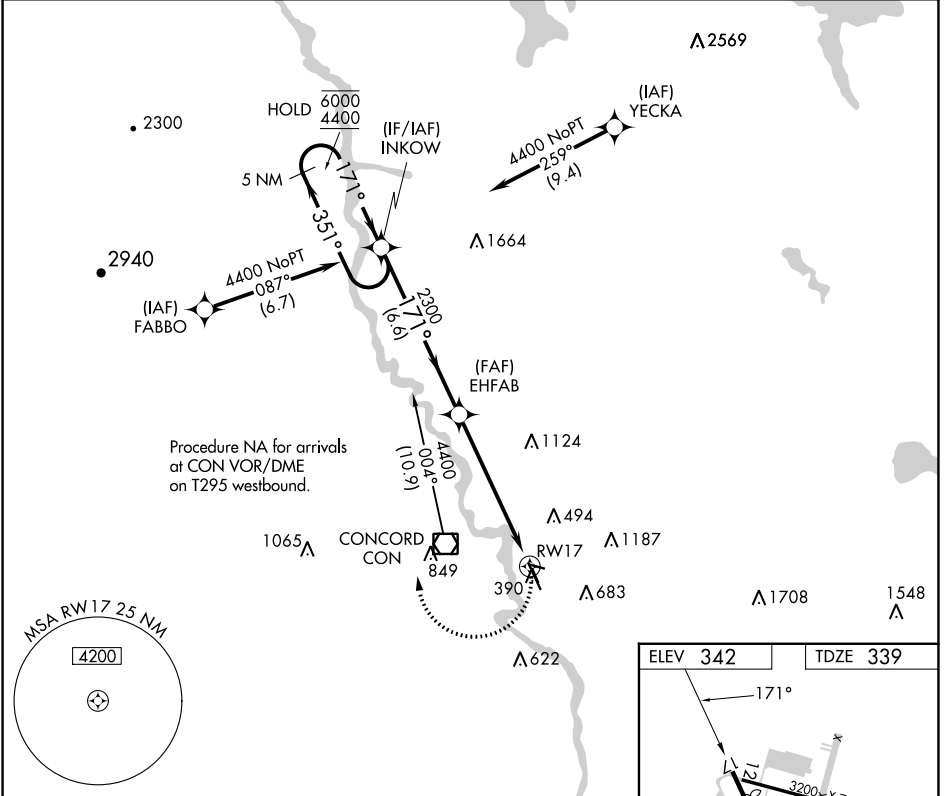 2569
(IAF)
YECKA
HOLD
6000
4400
2300
(IF/IAF)
INKOW
4400 NoPT
259°
(9.4)
5 NM
171°
351°
1664
2940
4400 NoPT
087°
(6.7)
(IAF)
FABBO
2300
171°
(6.6)
(FAF)
EHFAB
1124
Procedure NA for arrivals
at CON VOR/DME
on T295 westbound.
4400
004°
(10.9)
494
1065
CONCORD
CON
849
RW17
1187
390
683
1708
1548
622
MSA RW17 25 NM
4200
ELEV 342
TDZE 339
171°
17
12
3200 X 7